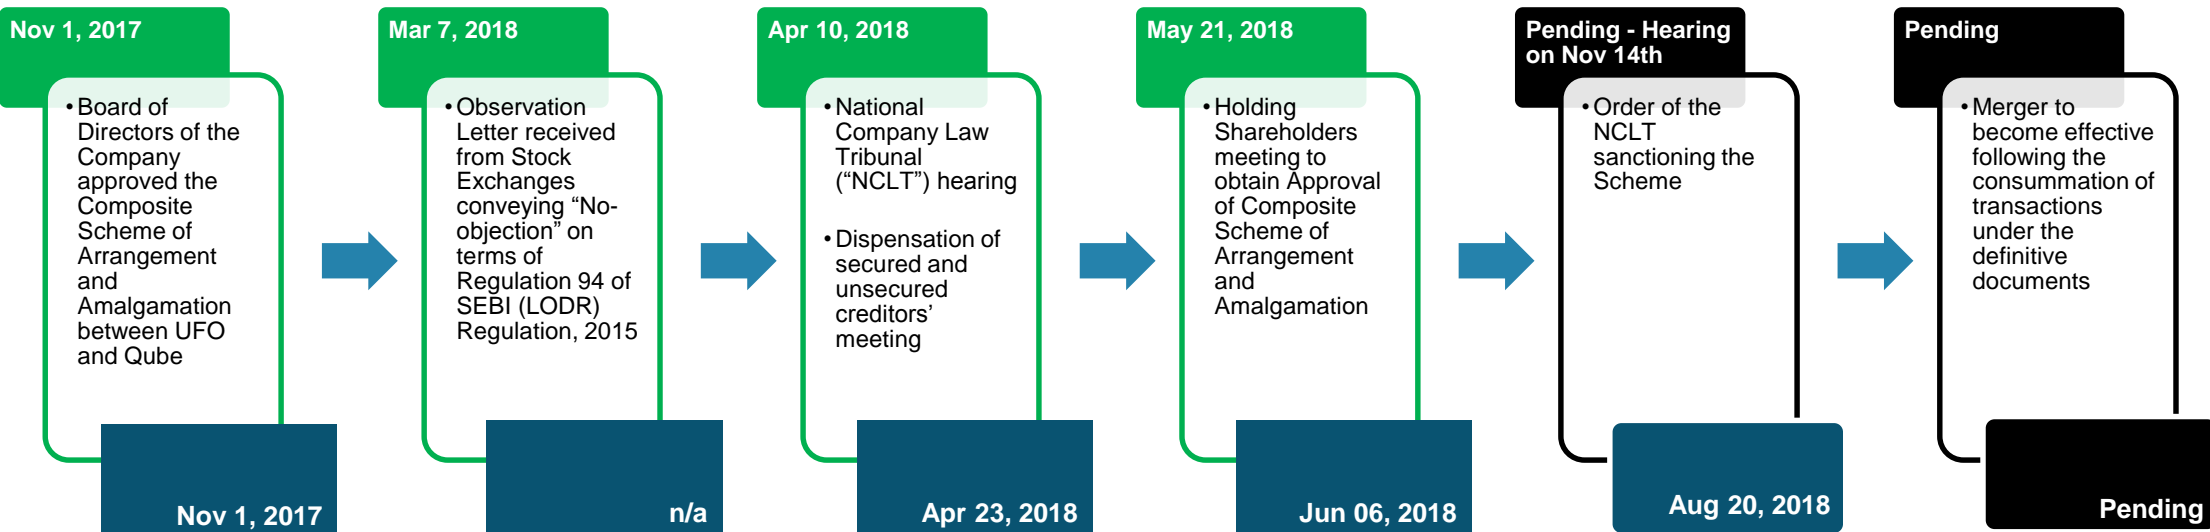 Nov 1, 2017
• Board of
Directors of the
Company
approved the
Composite
Scheme of
Arrangement
and
Amalgamation
between UFO
and Qube
Nov 1, 2017
Mar 7, 2018
• Observation
Letter received
from Stock
Exchanges
conveying “No-
objection” on
terms of
Regulation 94 of
SEBI (LODR)
Regulation, 2015
n/a
Apr 10, 2018
• National
Company Law
Tribunal
(“NCLT”) hearing
• Dispensation of
secured and
unsecured
creditors’
meeting
Apr 23, 2018
May 21, 2018
• Holding
Shareholders
meeting to
obtain Approval
of Composite
Scheme of
Arrangement
and
Amalgamation
Jun 06, 2018
Pending - Hearing
on Nov 14th
• Order of the
NCLT
sanctioning the
Scheme
Aug 20, 2018
Pending
• Merger to
become effective
following the
consummation of
transactions
under the
definitive
documents
Pending